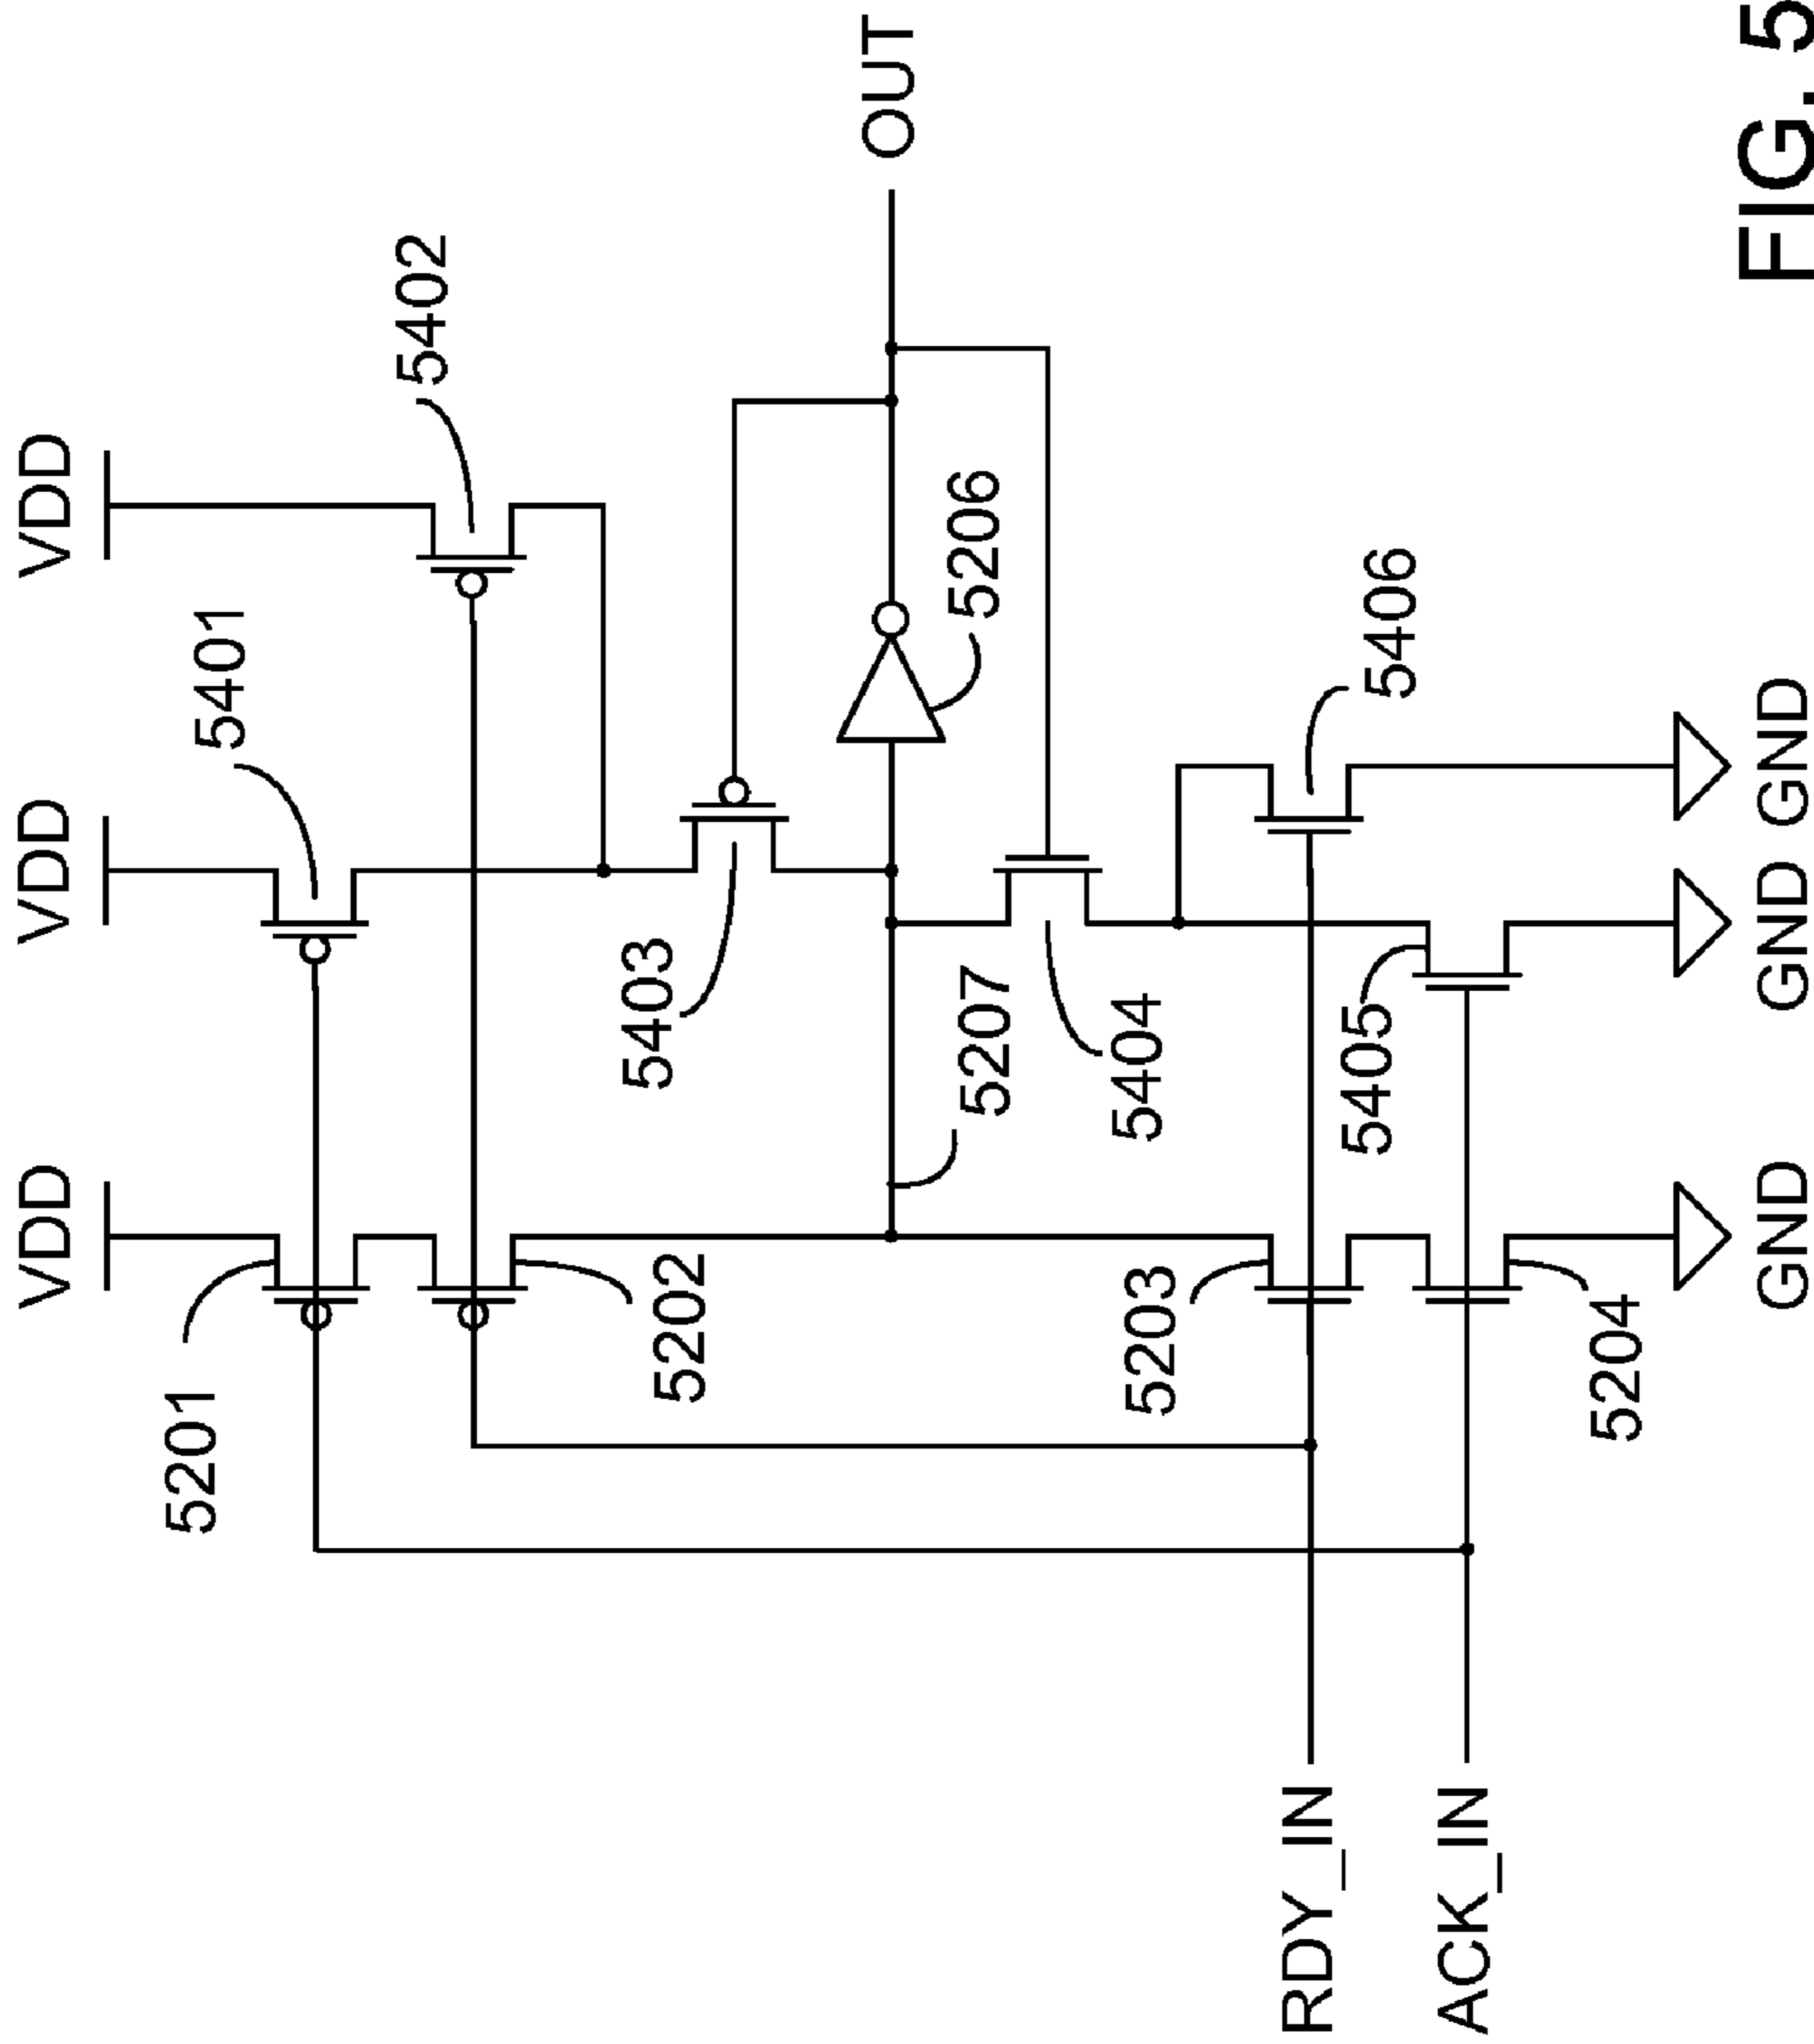 VDD
VDD
VDD
5201
5401
5402
5202
5403
5207
5206
OUT
5203
5404
5204
5405
5406
RDY_IN
ACK_IN
GND
GND
GND
FIG. 5